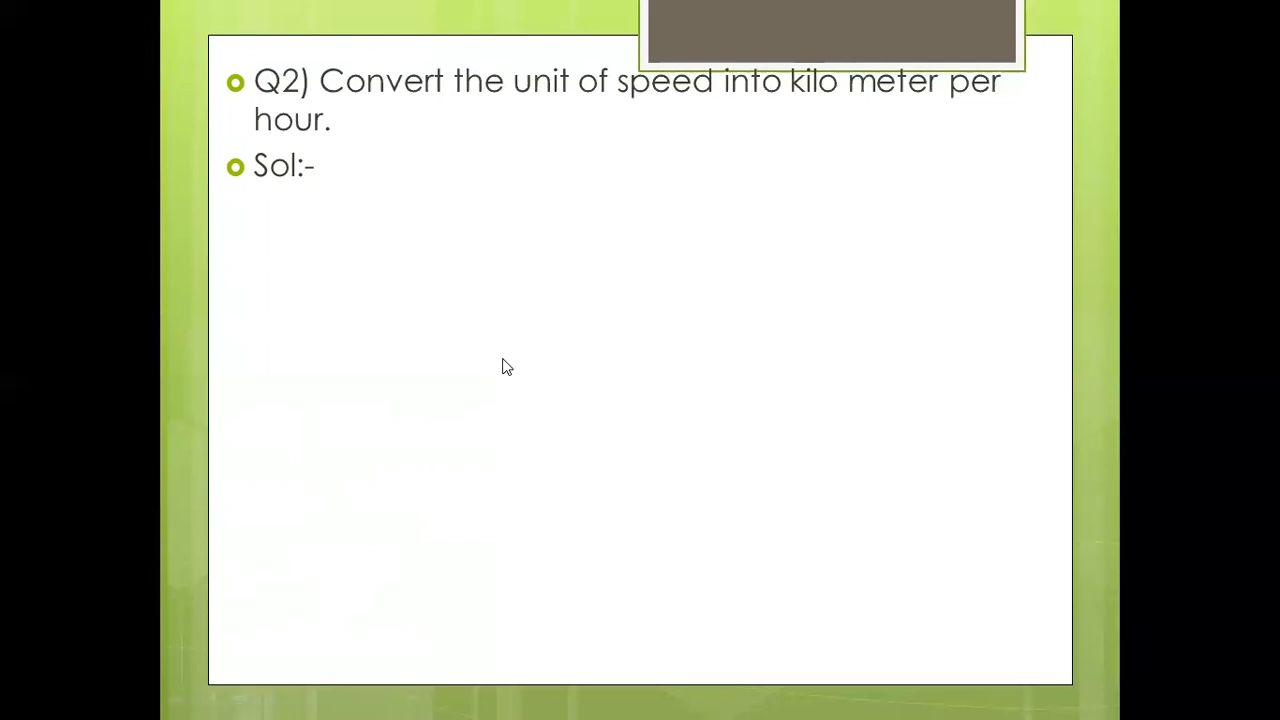 Q2) Convert the unit of speed into kilo meter per
hour.
Sol:-